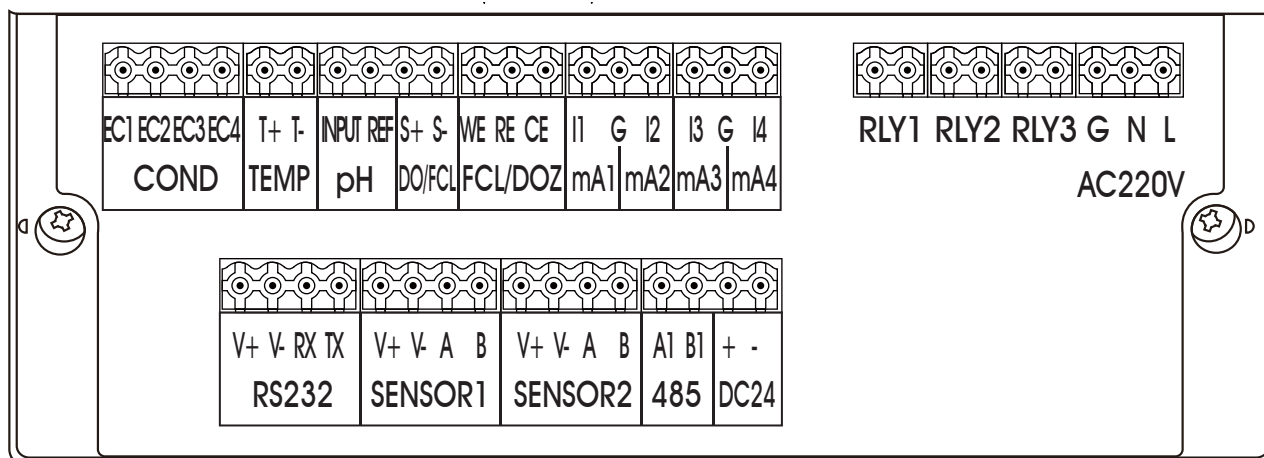 EC1 EC2 EC3 EC4 T+ T- INPUT REF S+ S- WE RE CE I1 G I2 I3 G I4 RLY1 RLY2 RLY3 G N L
COND TEMP pH DO/FCL FCL/DOZ mA1 mA2 mA3 mA4 AC220V
V+ V- RX TX V+ V- A B V+ V- A B A1 B1 + -
RS232 SENSOR1 SENSOR2 485 DC24